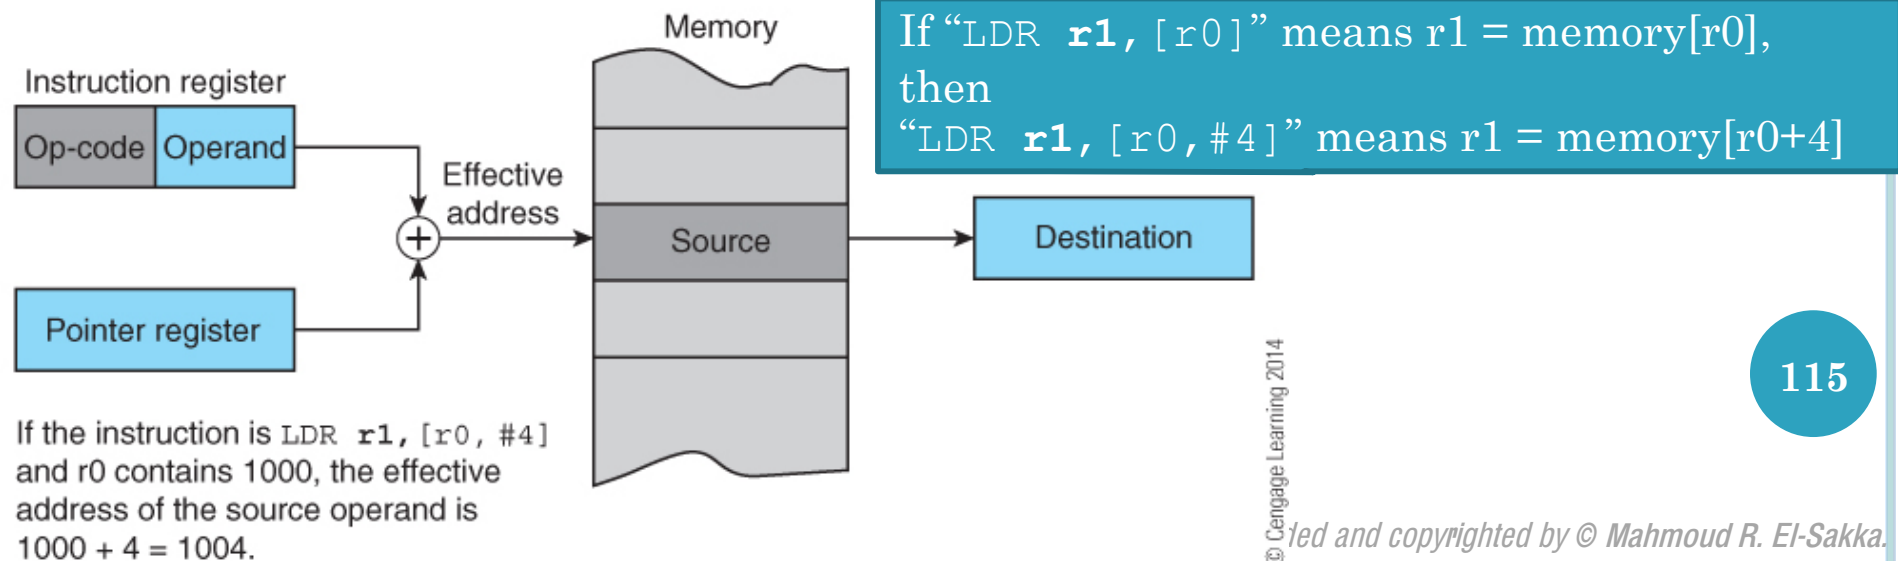 Memory
If “LDR r1,[r0]” means r1 = memory[r0],
then
“LDR r1,[r0,#4]” means r1 = memory[r0+4]
Instruction register
Op-code Operand
Effective
address
Source
Destination
Pointer register
115
If the instruction is LDR r1,[r0, #4]
and r0 contains 1000, the effective
address of the source operand is
1000 + 4 = 1004.
© Cengage Learning 2014
and copyrighted by © Mahmoud R. El-Sakka.